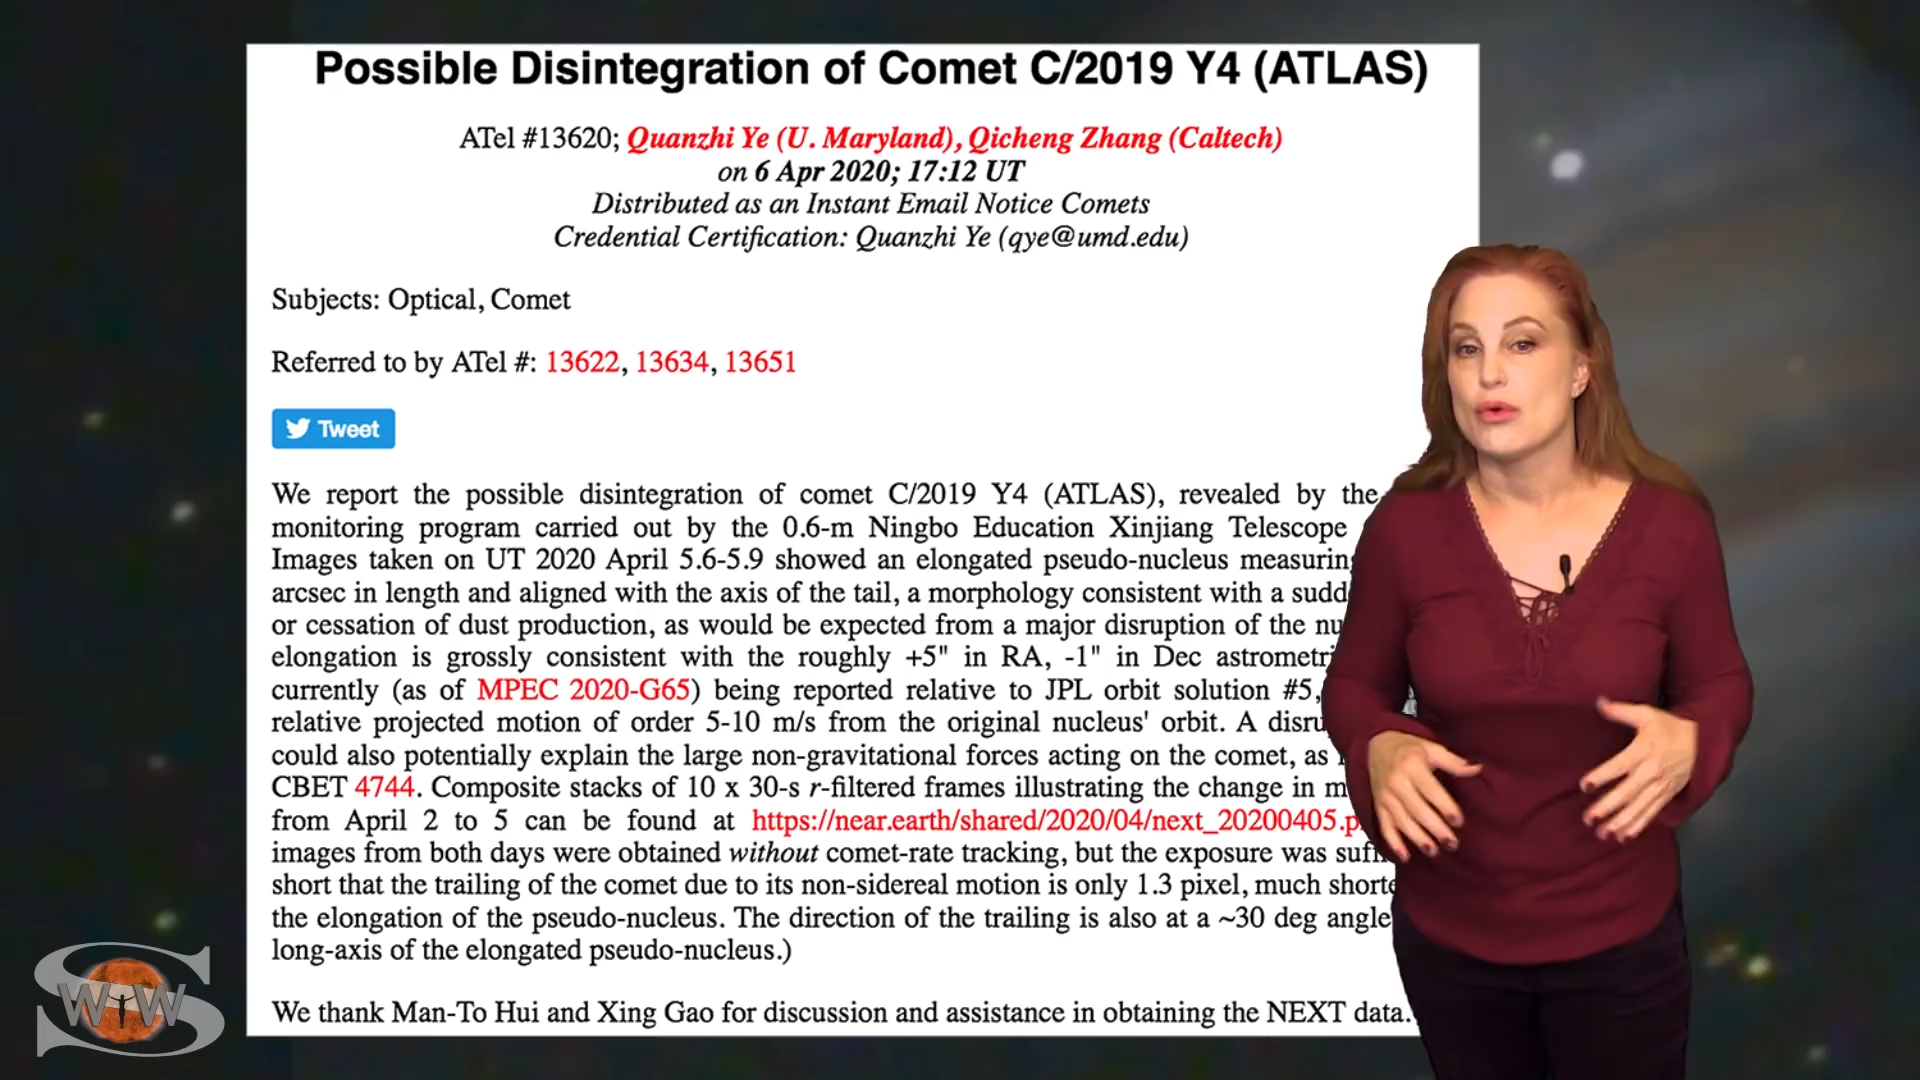 Possible Disintegration of Comet C/2019 Y4 (ATLAS)
ATel #13620; Quanzhi Ye (U. Maryland), Qicheng Zhang (Caltech)
on 6 Apr 2020; 17:12 UT
Distributed as an Instant Email Notice Comets
Credential Certification: Quanzhi Ye (qye@umd.edu)
Subjects: Optical, Comet
Referred to by ATel #: 13622, 13634, 13651
Tweet
We report the possible disintegration of comet C/2019 Y4 (ATLAS), revealed by the
monitoring program carried out by the 0.6-m Ningbo Education Xinjiang Telescope
Images taken on UT 2020 April 5.6-5.9 showed an elongated pseudo-nucleus
arcsec in length and aligned with the axis of the tail, a morphology consistent with a
or cessation of dust production, as would be expected from a major disruption of the
elongation is grossly consistent with the roughly +5" in RA, -1" in Dec
currently (as of MPEC 2020-G65) being reported relative to JPL orbit solution #5,
relative projected motion of order 5-10 m/s from the original nucleus' orbit. A
could also potentially explain the large non-gravitational forces acting on the comet, as
CBET 4744. Composite stacks of 10 x 30-s r-filtered frames illustrating the change in
from April 2 to 5 can be found at https://near.earth/shared/2020/04/next_20200405.p
images from both days were obtained without comet-rate tracking, but the exposure was
short that the trailing of the comet due to its non-sidereal motion is only 1.3 pixel, much
the elongation of the pseudo-nucleus. The direction of the trailing is also at a ~30 deg angle
long-axis of the elongated pseudo-nucleus.)
We thank Man-To Hui and Xing Gao for discussion and assistance in obtaining the NEXT data.
S
WTW